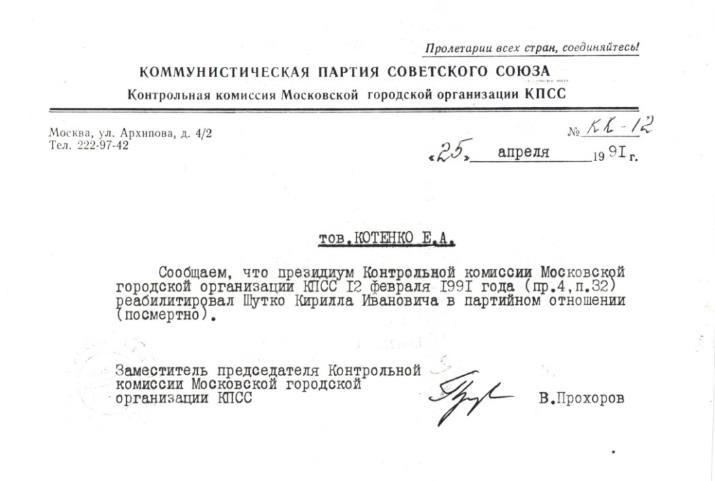 Пролетарии всех стран, соединяйтесь!
КОММУНИСТИЧЕСКАЯ ПАРТИЯ СОВЕТСКОГО СОЮЗА
Контрольная комиссия Московской городской организации КПСС
Москва, ул. Архипова, д. 4/2
Тел. 222-97-42
№ КК-12
«25» апреля 1991 г.
тов.КОТЕНКО Е.А.
Сообщаем, что президиум Контрольной комиссии Московской
городской организации КПСС 12 февраля 1991 года (пр.4,п.32)
реабилитировал Шутко Кирилла Ивановича в партийном отношении
(посмертно).
Заместитель председателя Контрольной
комиссии Московской городской
организации КПСС
В.Прохоров